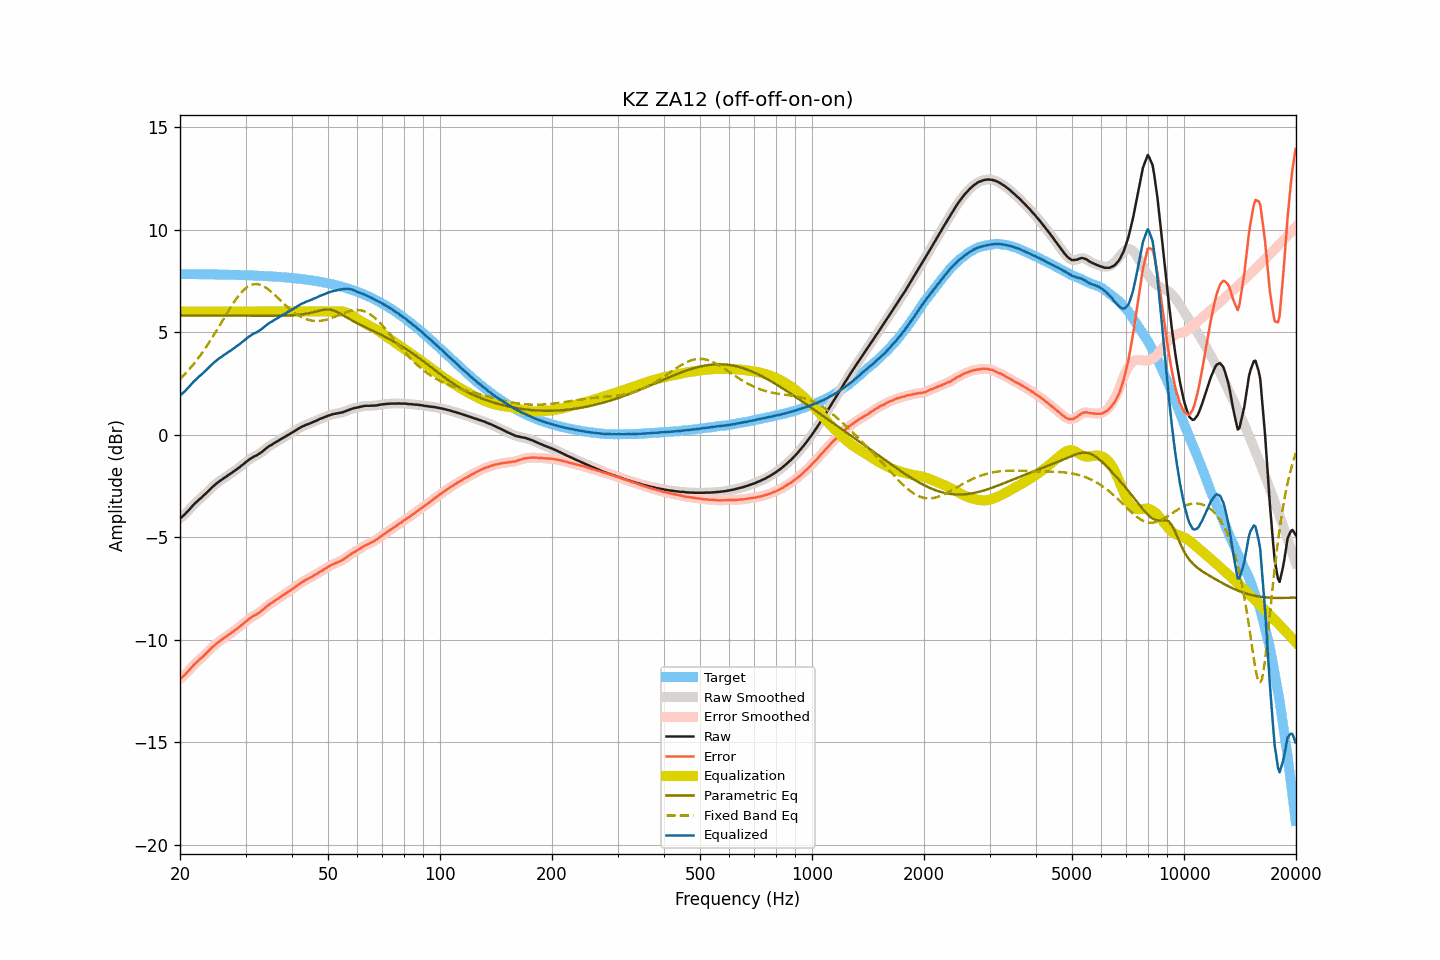 KZ ZA12 (off-off-on-on)
15
10
5
0
−5
−10
−15
−20
Amplitude (dBr)
Target
Raw Smoothed
Error Smoothed
Raw
Error
Equalization
Parametric Eq
Fixed Band Eq
Equalized
20 50 100 200 500 1000 2000 5000 10000 20000
Frequency (Hz)